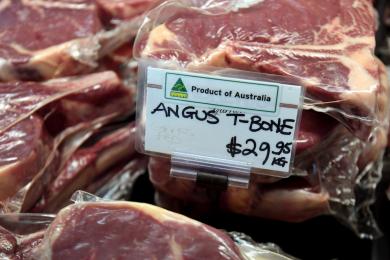 Product of Australia
ANGUS T-BONE
$29.95
KG